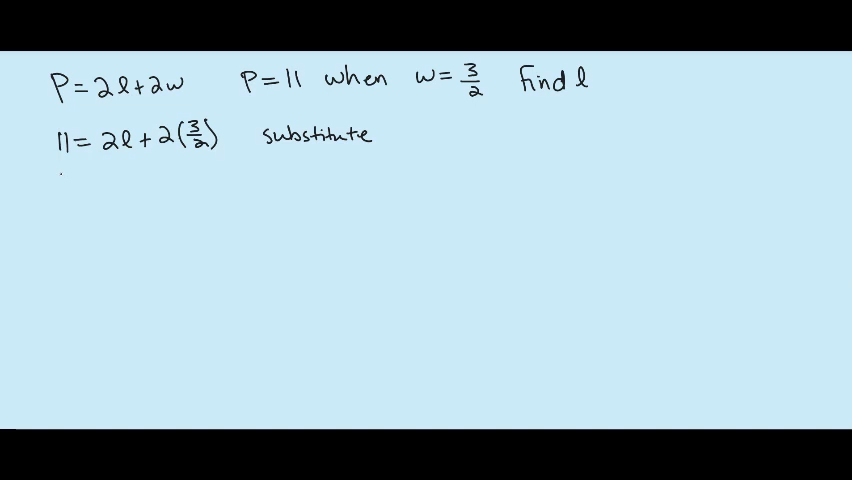 P = 2l + 2w P = 11 when w = 3/2 Find l
11 = 2l + 2(3/2) substitute